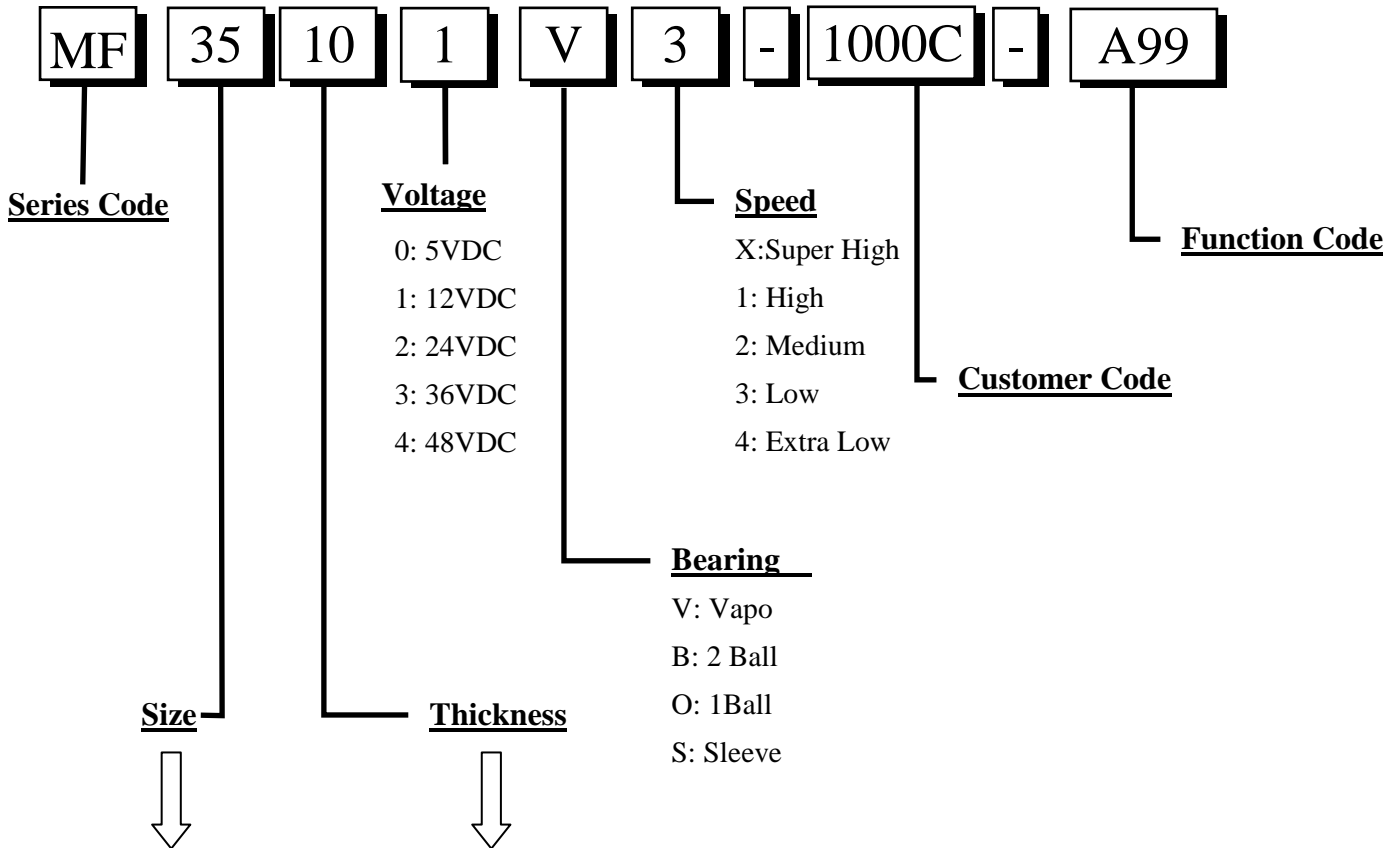 MF 35 10 1 V 3 - 1000C - A99
Series Code
Voltage
0: 5VDC
1: 12VDC
2: 24VDC
3: 36VDC
4: 48VDC
Speed
X:Super High
1: High
2: Medium
3: Low
4: Extra Low
Function Code
Customer Code
Bearing
V: Vapo
B: 2 Ball
O: 1Ball
S: Sleeve
Size
Thickness